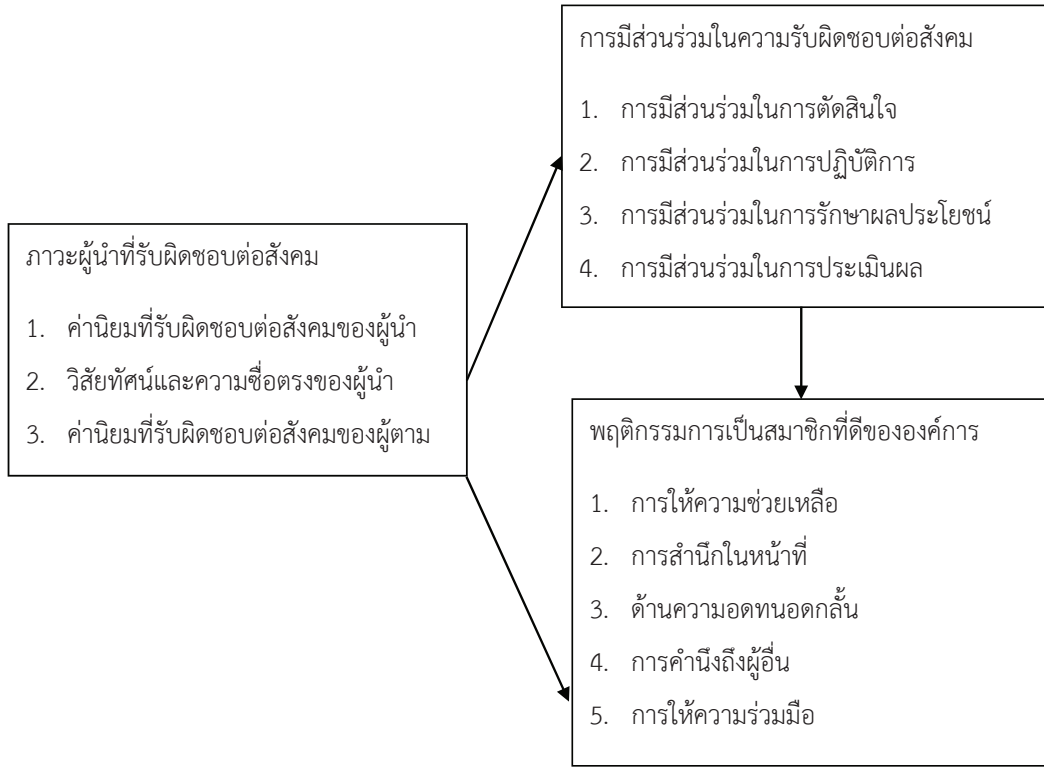 การมีส่วนร่วมในความรับผิดชอบต่อสังคม
1. การมีส่วนร่วมในการตัดสินใจ
2. การมีส่วนร่วมในการปฏิบัติการ
3. การมีส่วนร่วมในการรักษาผลประโยชน์
4. การมีส่วนร่วมในการประเมินผล
ภาวะผู้นำที่รับผิดชอบต่อสังคม
1. ค่านิยมที่รับผิดชอบต่อสังคมของผู้นำ
2. วิสัยทัศน์และความซื่อตรงของผู้นำ
3. ค่านิยมที่รับผิดชอบต่อสังคมของผู้ตาม
พฤติกรรมการเป็นสมาชิกที่ดีขององค์การ
1. การให้ความช่วยเหลือ
2. การสำนึกในหน้าที่
3. ด้านความอดทนอดกลั้น
4. การคำนึงถึงผู้อื่น
5. การให้ความร่วมมือ